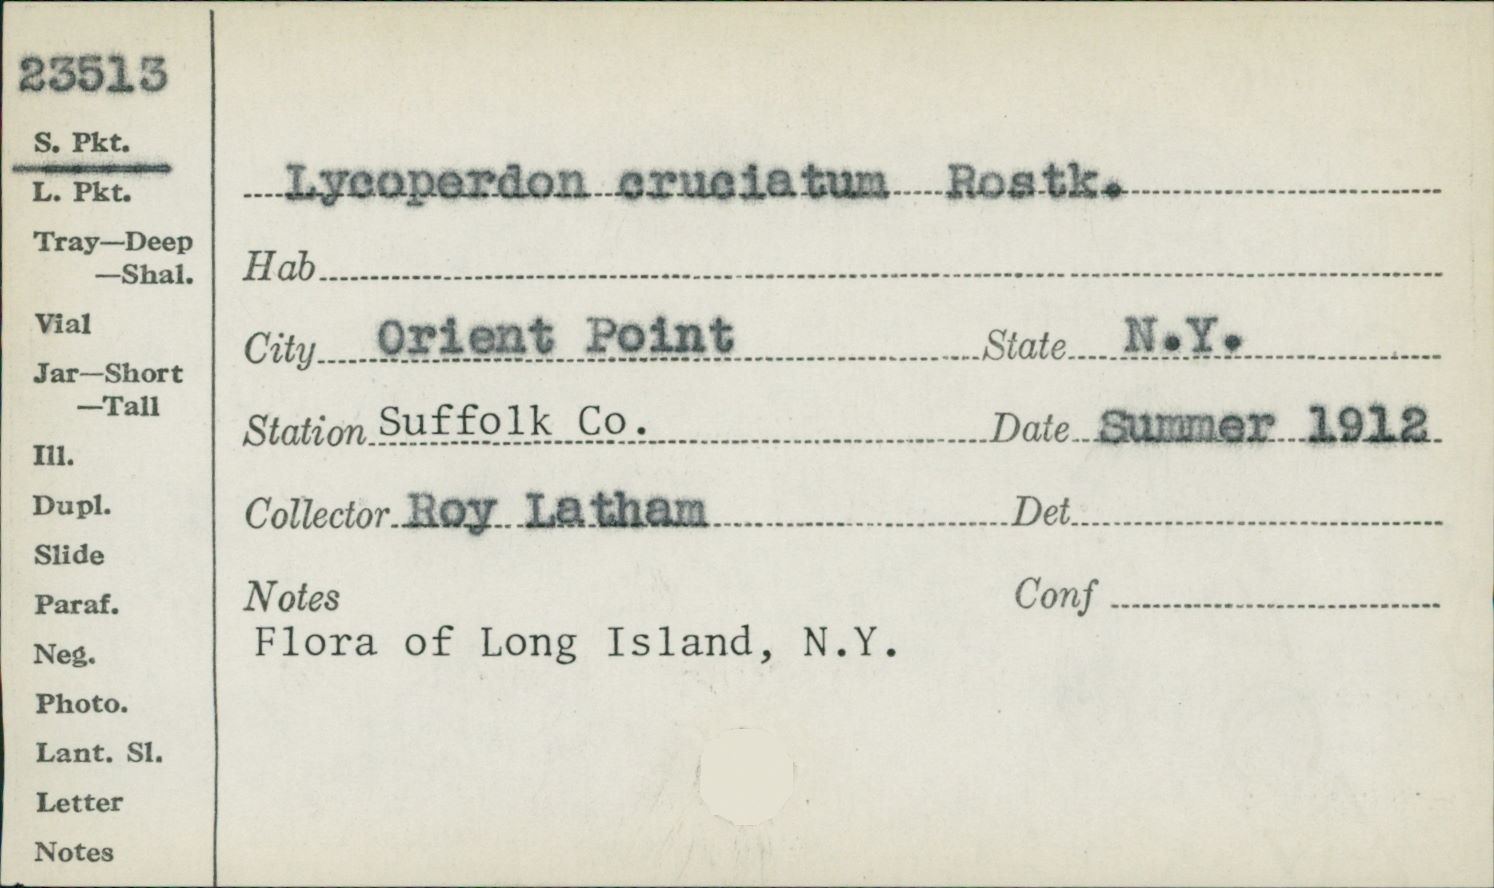 23513
S. Pkt.
L. Pkt.
Tray—Deep
—Shal.
Vial
Jar—Short
—Tall
Ill.
Dupl.
Slide
Paraf.
Neg.
Photo.
Lant. Sl.
Letter
Notes
Lycoperdon cruciatum Rostk.
Hab
City Orient Point State N.Y.
Station Suffolk Co. Date Summer 1912
Collector Roy Latham Det
Notes Conf
Flora of Long Island, N.Y.